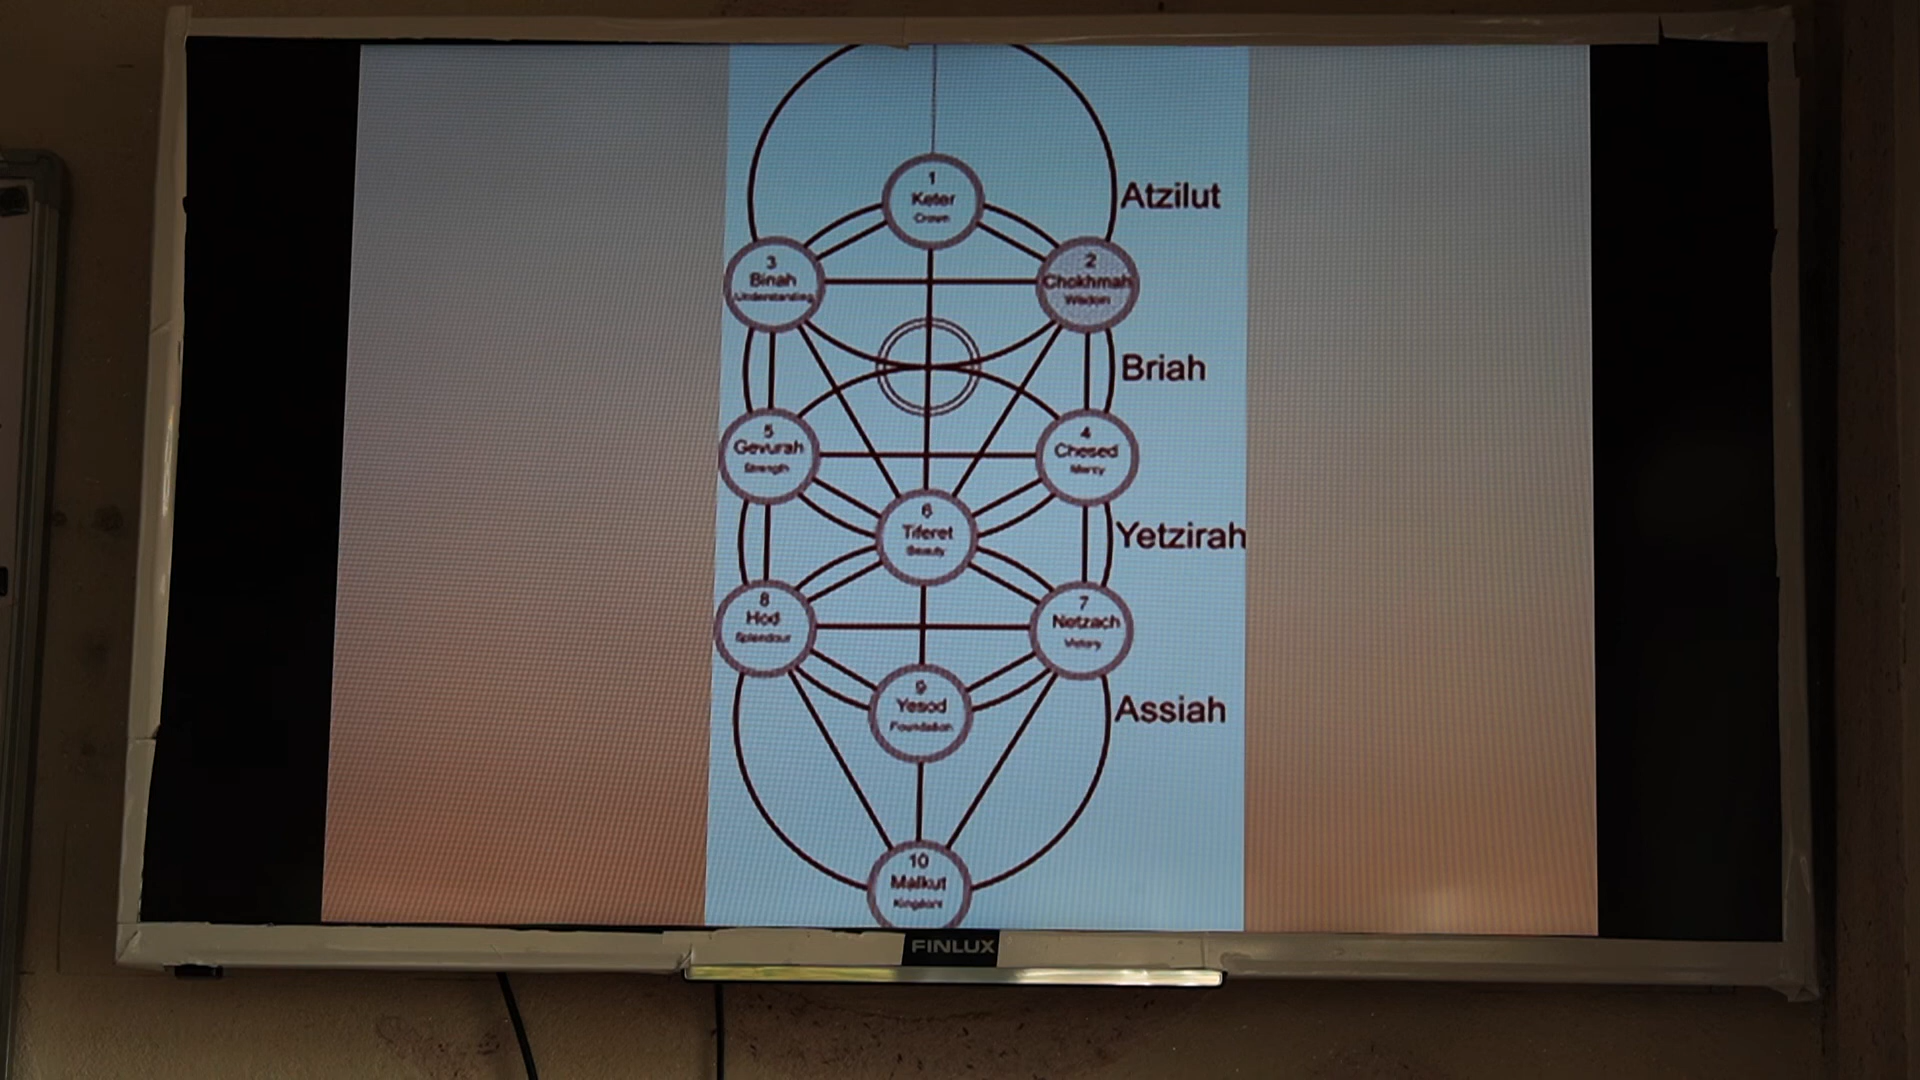 1
Keter
Crown
Atzilut
3
Binah
Understanding
2
Chokhmah
Wisdom
Briah
5
Gevurah
Strength
4
Chesed
Mercy
6
Tiferet
Beauty
Yetzirah
8
Hod
Splendour
7
Netzach
Victory
9
Yesod
Foundation
Assiah
10
Malkut
Kingdom
FINLUX